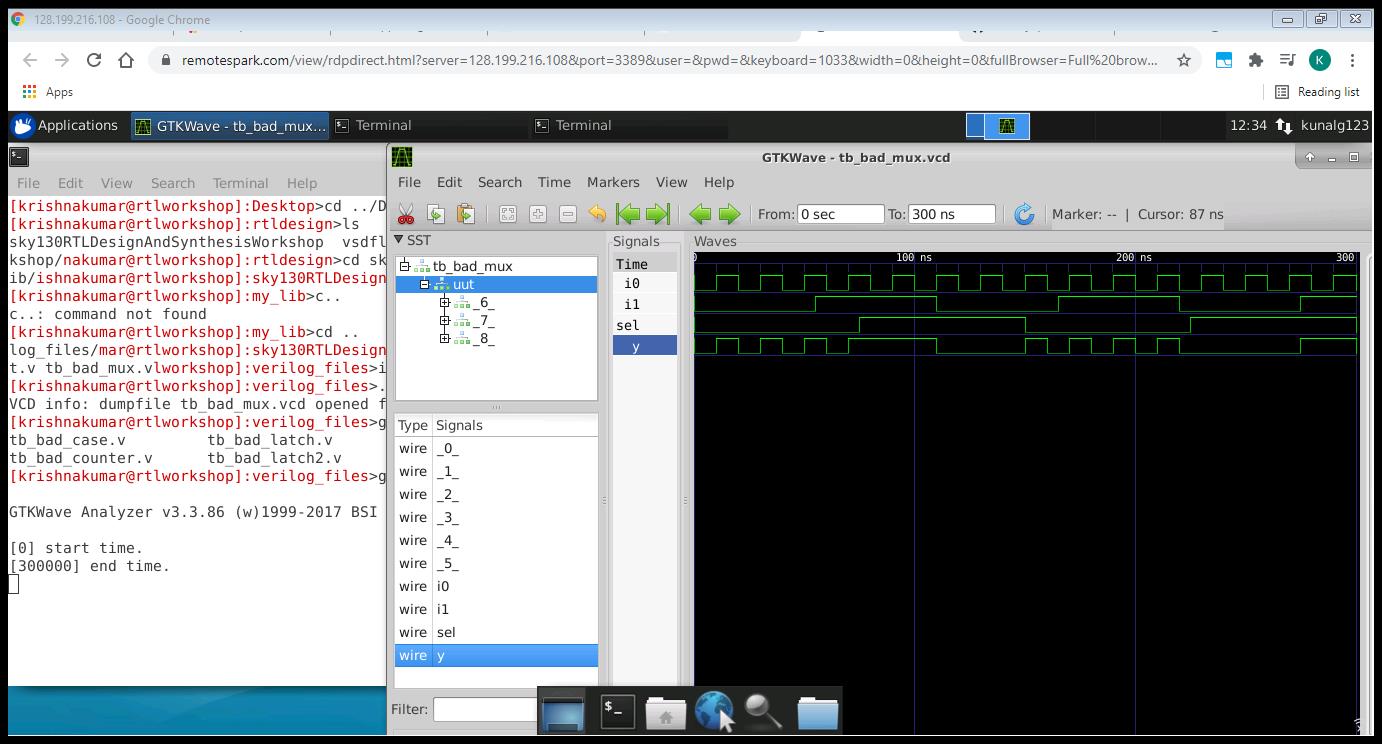 128.199.216.108 - Google Chrome
remotespark.com/view/rdpdirect.html?server=128.199.216.108&port=3389&user=&pwd=&keyboard=1033&width=0&height=0&fullBrowser=Full%20brow...
K
Apps
Reading list
Applications
GTKWave - tb_bad_mux...
Terminal
Terminal
12:34
kunalg123
File Edit View Search Terminal Help
[krishnakumar@rtlworkshop]:Desktop>cd ../D
[krishnakumar@rtlworkshop]:rtldesign>ls
sky130RTLDesignAndSynthesisWorkshop vsdfl
kshop/nakumar@rtlworkshop]:rtldesign>cd sk
ib/ishnakumar@rtlworkshop]:sky130RTLDesign
[krishnakumar@rtlworkshop]:my_lib>c..
c..: command not found
[krishnakumar@rtlworkshop]:my_lib>cd ..
log_files/mar@rtlworkshop]:sky130RTLDesign
t.v tb_bad_mux.vlworkshop]:verilog_files>i
[krishnakumar@rtlworkshop]:verilog_files>.
VCD info: dumpfile tb_bad_mux.vcd opened f
[krishnakumar@rtlworkshop]:verilog_files>g
tb_bad_case.v tb_bad_latch.v
tb_bad_counter.v tb_bad_latch2.v
[krishnakumar@rtlworkshop]:verilog_files>g
GTKWave Analyzer v3.3.86 (w)1999-2017 BSI
[0] start time.
[300000] end time.
GTKWave - tb_bad_mux.vcd
File Edit Search Time Markers View Help
From: 0 sec To: 300 ns Marker: -- | Cursor: 87 ns
SST
tb_bad_mux
uut
_6_
_7_
_8_
Type Signals
wire _0_
wire _1_
wire _2_
wire _3_
wire _4_
wire _5_
wire i0
wire i1
wire sel
wire y
Filter:
Signals
Time
i0
i1
sel
y
Waves
0 100 ns 200 ns 300
$_